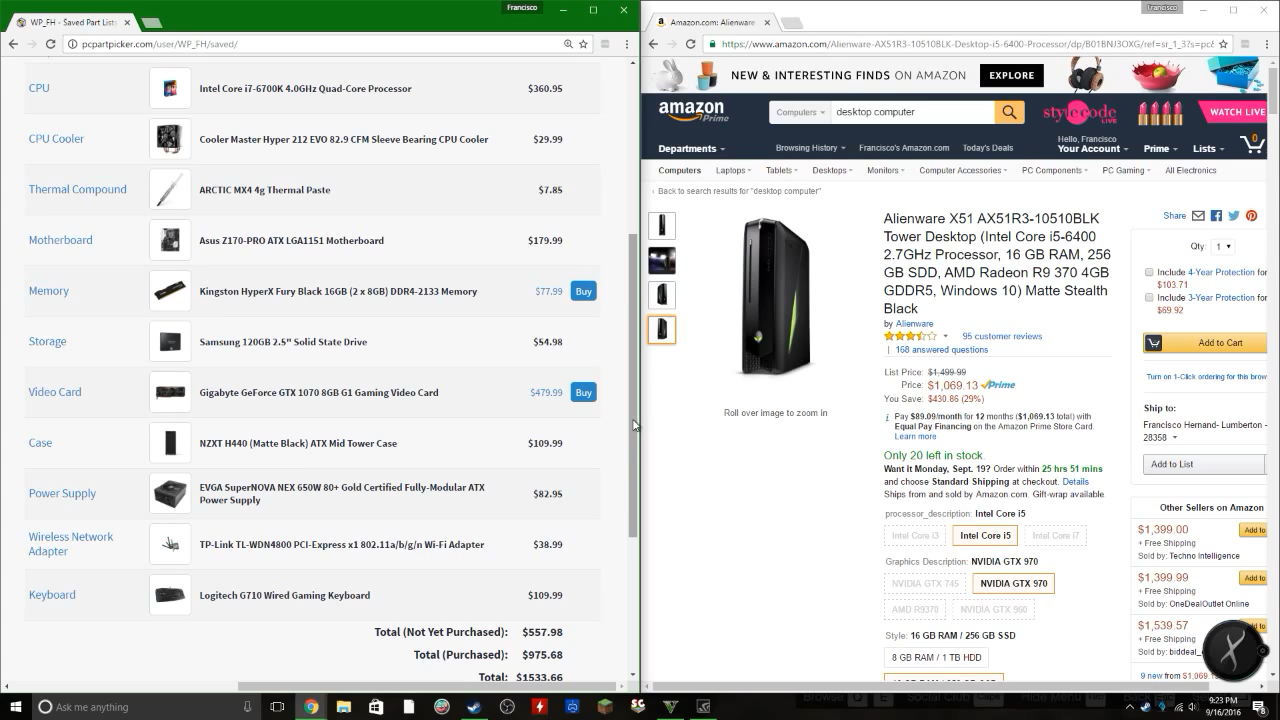 Francisco
WP_FH - Saved Part Lists
pcpartpicker.com/user/WP_FH/saved/
CPU
Intel Core i7-6700K 4.0GHz Quad-Core Processor
$360.95
CPU Cooler
Cooler Master Hyper 212 EVO 82.9 CFM Sleeve Bearing CPU Cooler
$29.99
Thermal Compound
ARCTIC MX4 4g Thermal Paste
$7.85
Motherboard
Asus Z170-PRO ATX LGA1151 Motherboard
$179.99
Memory
Kingston HyperX Fury Black 16GB (2 x 8GB) DDR4-2133 Memory
$77.99
Buy
Storage
Samsung 120GB 2.5" Solid State Drive
$54.98
Video Card
Gigabyte GeForce GTX 1070 8GB G1 Gaming Video Card
$479.99
Buy
Case
NZXT H440 (Matte Black) ATX Mid Tower Case
$109.99
Power Supply
EVGA SuperNOVA NEX 650W 80+ Gold Certified Fully-Modular ATX
Power Supply
$82.95
Wireless Network
Adapter
TP-Link TL-WDN4800 PCI-Express x1 802.11a/b/g/n Wi-Fi Adapter
$38.99
Keyboard
Logitech G710 Wired Gaming Keyboard
$109.99
Total (Not Yet Purchased): $557.98
Total (Purchased): $975.68
Total: $1533.66
Francisco
Amazon.com: Alienware
https://www.amazon.com/Alienware-AX51R3-10510BLK-Desktop-i5-6400-Processor/dp/B01BNJ3OXG/ref=sr_1_3?s=pc&
NEW & INTERESTING FINDS ON AMAZON
EXPLORE
amazon
Prime
Computers
desktop computer
stylecode
LIVE
WATCH LIVE
Departments
Browsing History
Francisco's Amazon.com
Today's Deals
Hello, Francisco
Your Account
Prime
Lists
0
Computers
Laptops
Tablets
Desktops
Monitors
Computer Accessories
PC Components
PC Gaming
All Electronics
‹ Back to search results for "desktop computer"
Alienware X51 AX51R3-10510BLK
Tower Desktop (Intel Core i5-6400
2.7GHz Processor, 16 GB RAM, 256
GB SDD, AMD Radeon R9 370 4GB
GDDR5, Windows 10) Matte Stealth
Black
by Alienware
95 customer reviews
| 168 answered questions
List Price: $1,499.99
Price: $1,069.13 Prime
You Save: $430.86 (29%)
Pay $89.09/month for 12 months ($1,069.13 total) with
Equal Pay Financing on the Amazon Prime Store Card.
Learn more
Only 20 left in stock.
Want it Monday, Sept. 19? Order within 25 hrs 51 mins
and choose Standard Shipping at checkout. Details
Ships from and sold by Amazon.com. Gift-wrap available.
processor_description: Intel Core i5
Intel Core i3
Intel Core i5
Intel Core i7
Graphics Description: NVIDIA GTX 970
NVIDIA GTX 745
NVIDIA GTX 970
AMD R9370
NVIDIA GTX 960
Style: 16 GB RAM / 256 GB SSD
8 GB RAM / 1 TB HDD
Roll over image to zoom in
Share
Qty: 1
Include 4-Year Protection for
$103.71
Include 3-Year Protection for
$69.92
Add to Cart
Turn on 1-Click ordering for this brow
Ship to:
Francisco Hernand- Lumberton -
28358
Add to List
Other Sellers on Amazon
$1,399.00
Add to
+ Free Shipping
Sold by: Techno Intelligence
$1,399.99
Add to
+ Free Shipping
Sold by: OneDealOutlet Online
$1,539.57
+ Free Shipping
Sold by: biddeal_
9 new from $1,069.1
Ask me anything
Browser
Social Club
Hide Menu
9:23 PM
9/16/2016